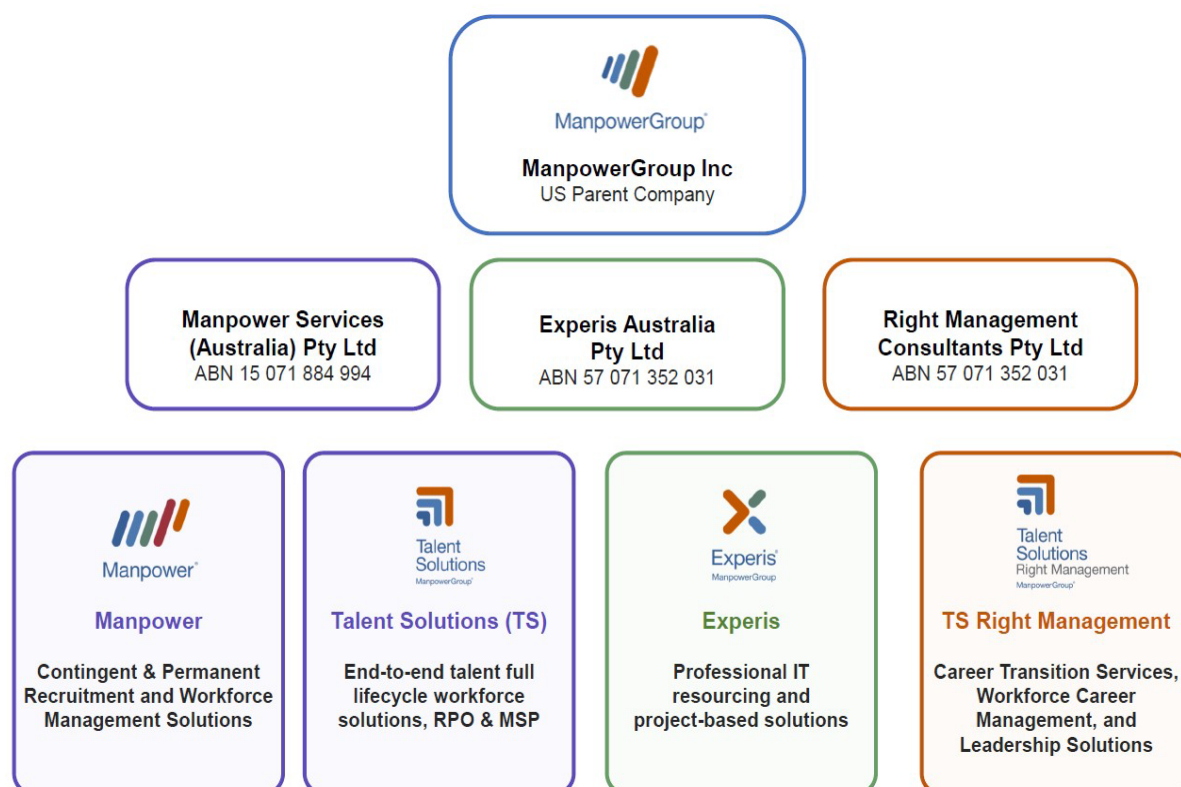 ManpowerGroup®
ManpowerGroup Inc
US Parent Company
Manpower Services
(Australia) Pty Ltd
ABN 15 071 884 994
Experis Australia
Pty Ltd
ABN 57 071 352 031
Right Management
Consultants Pty Ltd
ABN 57 071 352 031
Manpower®
Manpower
Contingent & Permanent
Recruitment and Workforce
Management Solutions
Talent
Solutions
ManpowerGroup®
Talent Solutions (TS)
End-to-end talent full
lifecycle workforce
solutions, RPO & MSP
Experis®
ManpowerGroup
Experis
Professional IT
resourcing and
project-based solutions
Talent
Solutions
Right Management
ManpowerGroup®
TS Right Management
Career Transition Services,
Workforce Career
Management, and
Leadership Solutions